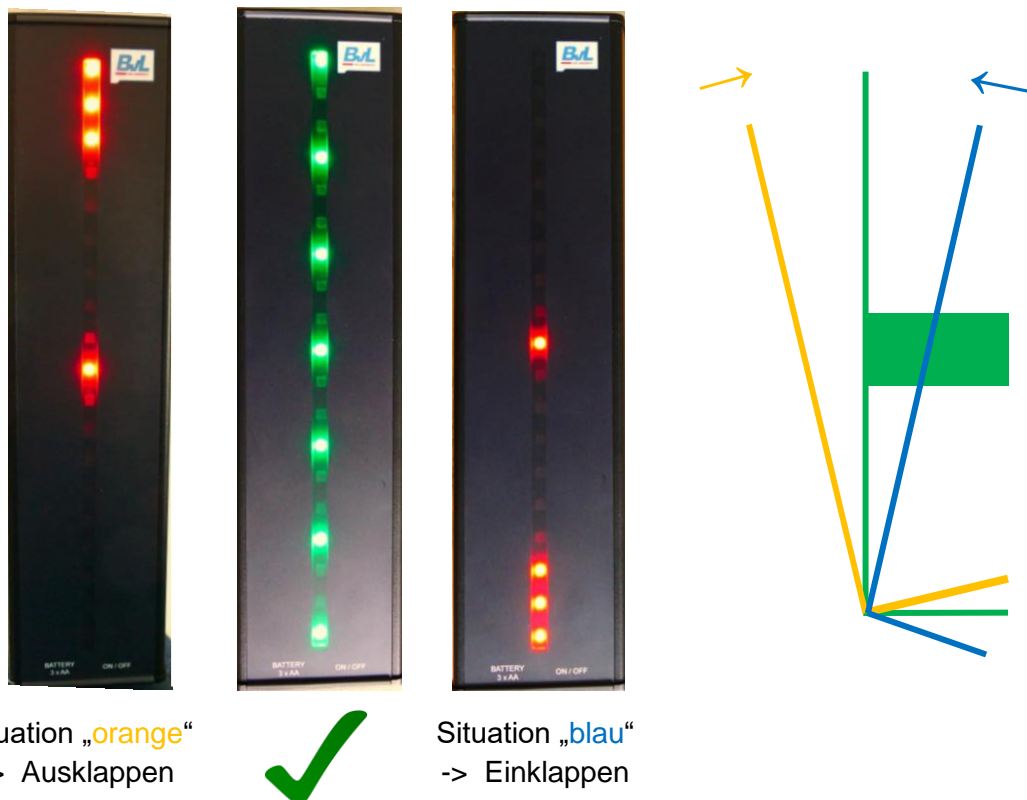 BvL
BvL
BvL
BATTERY
3 x AA
ON / OFF
BATTERY
3 x AA
ON / OFF
BATTERY
3 x AA
ON / OFF
uation „orange“
> Ausklappen
Situation „blau“
-> Einklappen